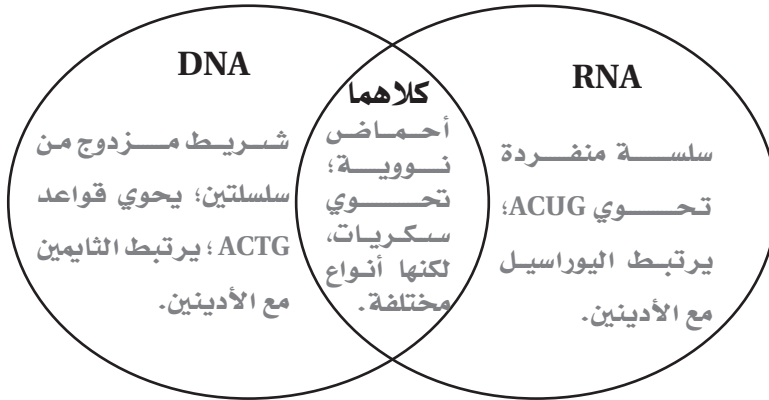 DNA
شريط مزدوج من
سلسلتين؛ يحوي قواعد
ACTG؛ يرتبط الثايمين
مع الأدينين.
كلاهما
أحماض
نووية؛
تحوي
سكريات،
لكنها أنواع
مختلفة.
RNA
سلسة منفردة
تحوي ACUG؛
يرتبط اليوراسيل
مع الأدينين.